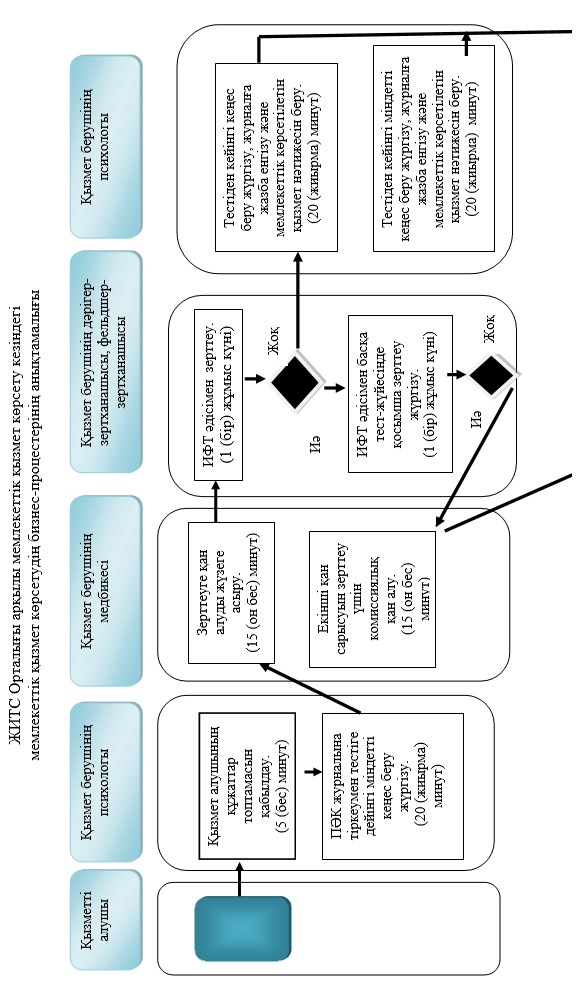 ЖИТС Орталығы арқылы мемлекеттік қызмет көрсету кезіндегі
мемлекеттік қызмет көрсетудің бизнес-процестерінің анықтамалығы
Қызметті
алушы
Қызмет берушінің
психологы
Қызмет берушінің
медбикесі
Қызмет берушінің дәрігер-
зертханашысы, фельдшер-
зертханашысы
Қызмет берушінің
психологы
Қызмет алушының
құжаттар
топтамасын
қабылдау.
(5 (бес) минут)
ПӘК журналына
тіркеумен тестіге
дейінгі міндетті
кеңес беру
жүргізу.
(20 (жиырма)
минут)
Зерттеуге қан
алуды жүзеге
асыру.
(15 (он бес) минут)
Екінші қан
сарысуын зерттеу
үшін
комиссиялық
қан алу.
(15 (он бес)
минут)
ИФТ әдісімен зерттеу.
(1 (бір) жұмыс күні)
Иә
Жоқ
ИФТ әдісімен басқа
тест-жүйесінде
қосымша зерттеу
жүргізу.
(1 (бір) жұмыс күні)
Иә
Жоқ
Тестіден кейінгі кеңес
беру жүргізу, журналға
жазба енгізу және
мемлекеттік көрсетілетін
қызмет нәтижесін беру.
(20 (жиырма) минут)
Тестіден кейінгі міндетті
кеңес беру жүргізу, журналға
жазба енгізу және
мемлекеттік көрсетілетін
қызмет нәтижесін беру.
(20 (жиырма) минут)